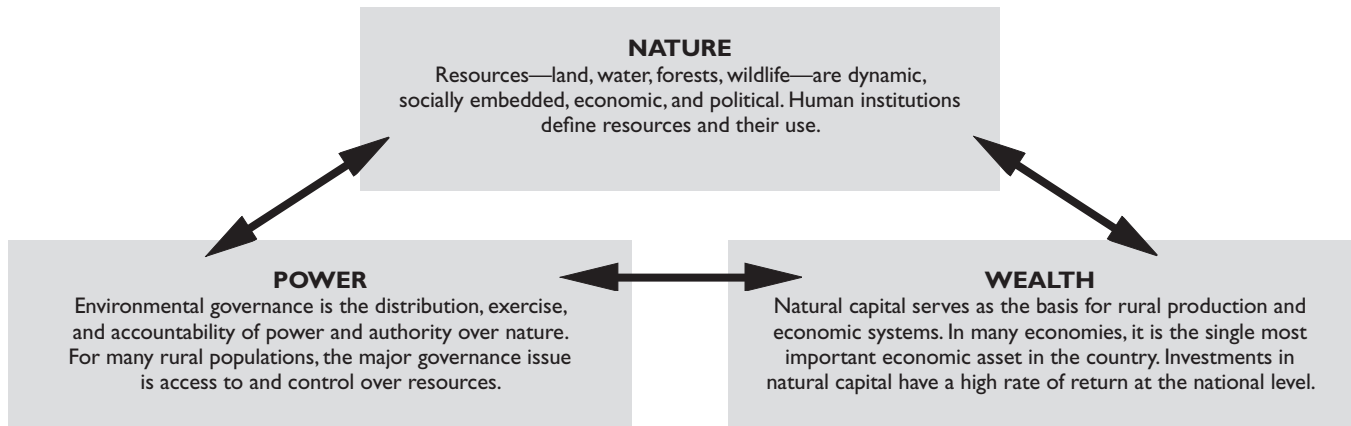 NATURE
Resources—land, water, forests, wildlife—are dynamic,
socially embedded, economic, and political. Human institutions
define resources and their use.
POWER
Environmental governance is the distribution, exercise,
and accountability of power and authority over nature.
For many rural populations, the major governance issue
is access to and control over resources.
WEALTH
Natural capital serves as the basis for rural production and
economic systems. In many economies, it is the single most
important economic asset in the country. Investments in
natural capital have a high rate of return at the national level.